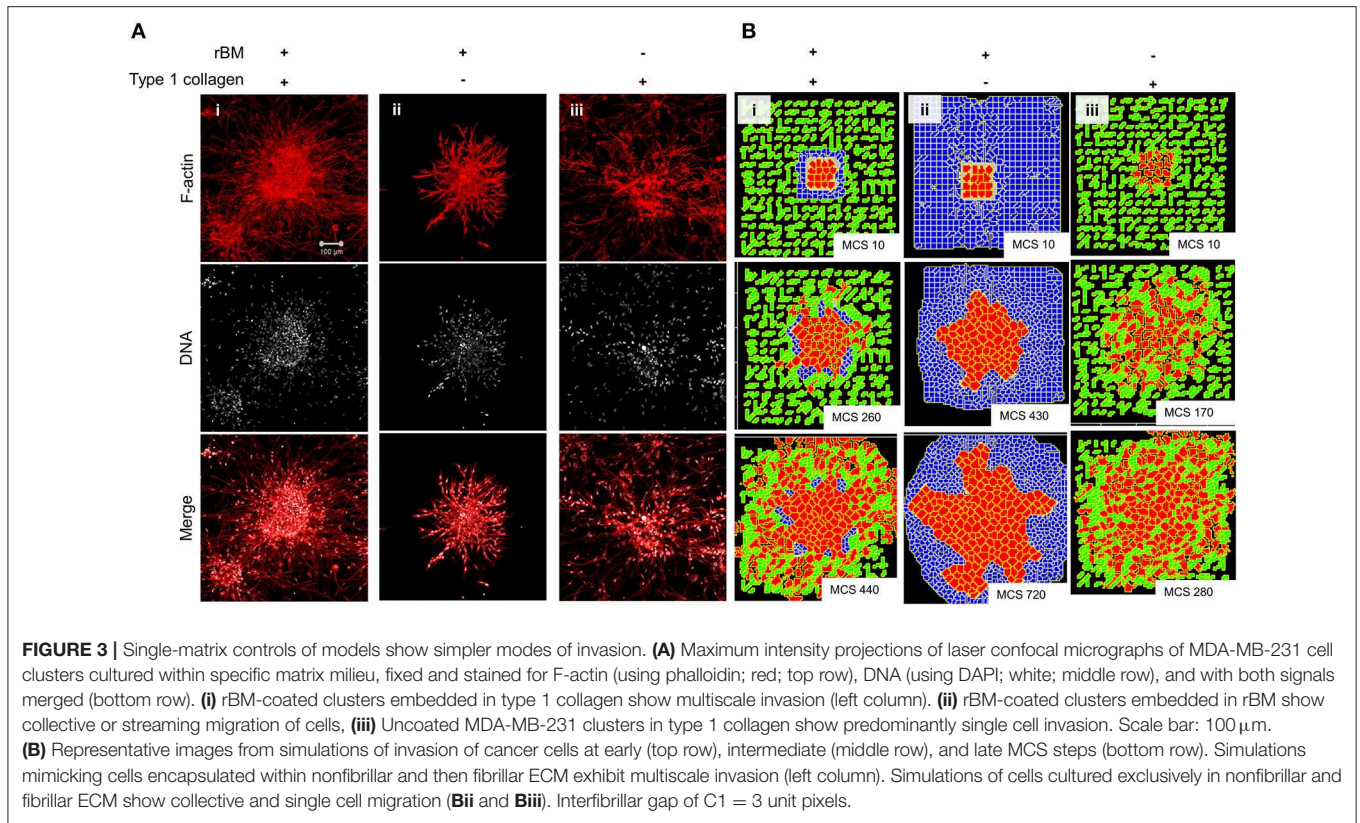 A
B
rBM + + - + + -
Type 1 collagen + - + + - +
i ii iii i ii iii
F-actin
100 µm
MCS 10 MCS 10 MCS 10
DNA
MCS 260 MCS 430 MCS 170
Merge
MCS 440 MCS 720 MCS 280
FIGURE 3 | Single-matrix controls of models show simpler modes of invasion. (A) Maximum intensity projections of laser confocal micrographs of MDA-MB-231 cell
clusters cultured within specific matrix milieu, fixed and stained for F-actin (using phalloidin; red; top row), DNA (using DAPI; white; middle row), and with both signals
merged (bottom row). (i) rBM-coated clusters embedded in type 1 collagen show multiscale invasion (left column). (ii) rBM-coated clusters embedded in rBM show
collective or streaming migration of cells, (iii) Uncoated MDA-MB-231 clusters in type 1 collagen show predominantly single cell invasion. Scale bar: 100 µm.
(B) Representative images from simulations of invasion of cancer cells at early (top row), intermediate (middle row), and late MCS steps (bottom row). Simulations
mimicking cells encapsulated within nonfibrillar and then fibrillar ECM exhibit multiscale invasion (left column). Simulations of cells cultured exclusively in nonfibrillar and
fibrillar ECM show collective and single cell migration (Bii and Biii). Interfibrillar gap of C1 = 3 unit pixels.